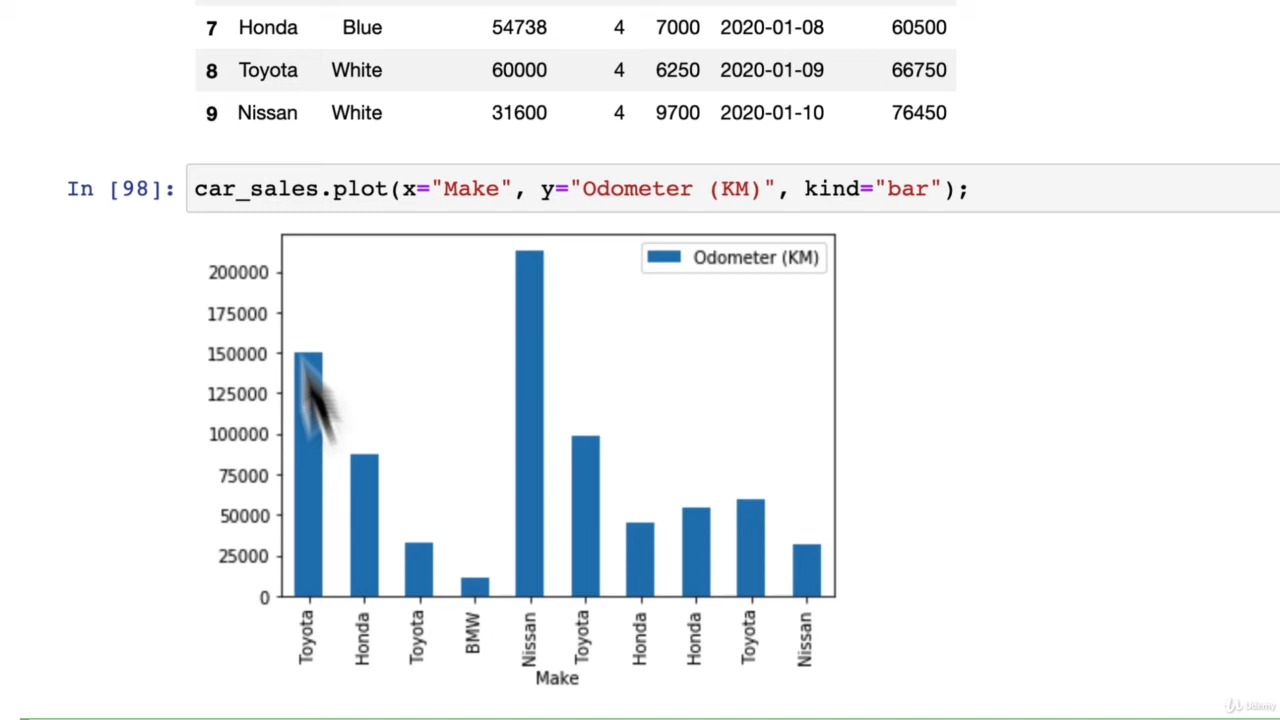 7 Honda Blue 54738 4 7000 2020-01-08 60500
8 Toyota White 60000 4 6250 2020-01-09 66750
9 Nissan White 31600 4 9700 2020-01-10 76450
In [98]: car_sales.plot(x="Make", y="Odometer (KM)", kind="bar");
Odometer (KM)
200000
175000
150000
125000
100000
75000
50000
25000
0
Toyota Honda Toyota BMW Nissan Toyota Honda Honda Toyota Nissan
Make
Udemy